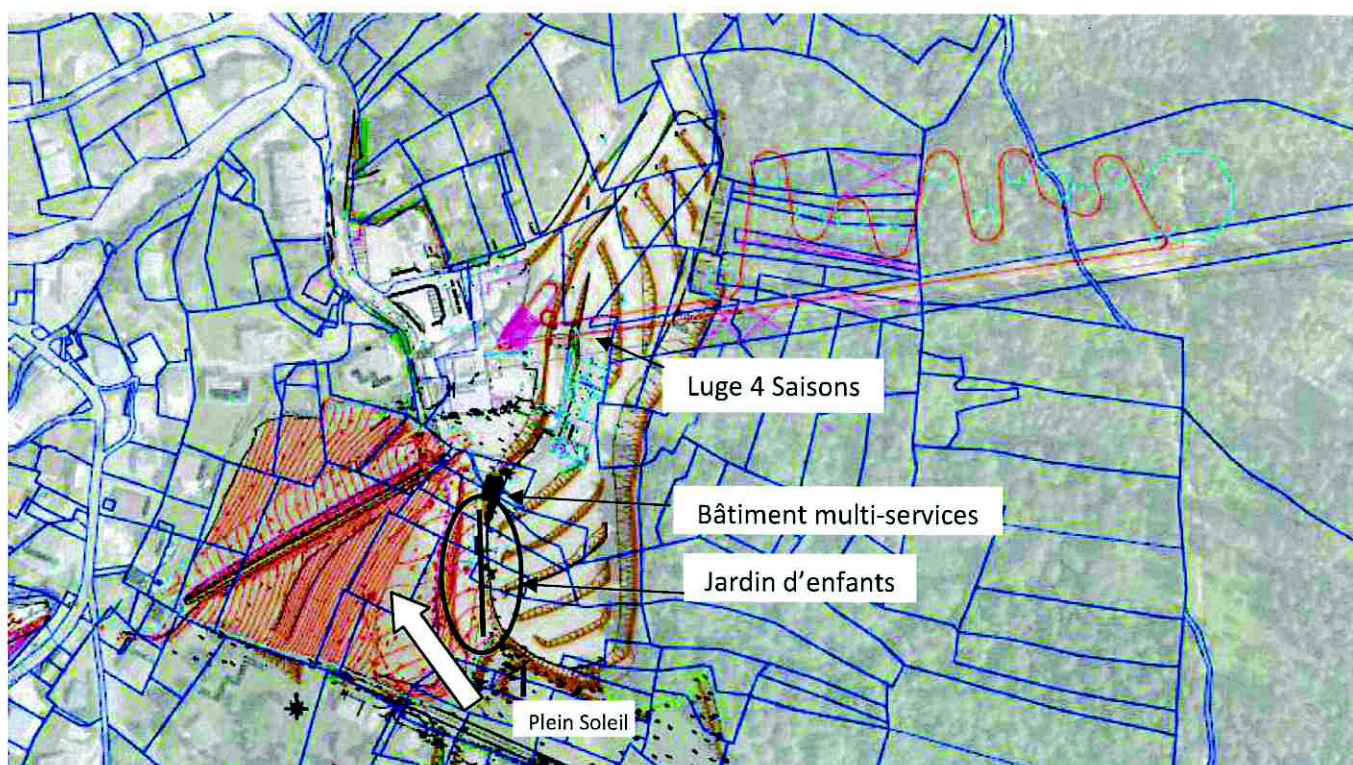 Luge 4 Saisons
Bâtiment multi-services
Jardin d'enfants
Plein Soleil